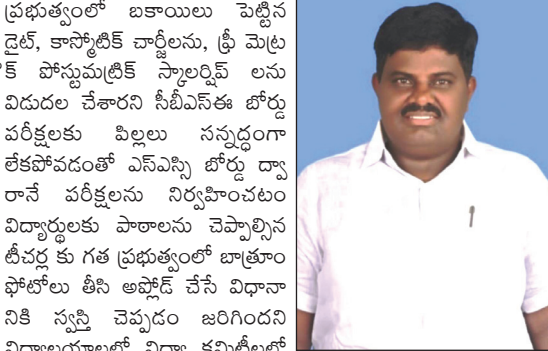 ప్రభుత్వంలో బకాయిలు పెట్టిన
డైట్, కాస్మోటిక్ చార్జీలను, ఫ్రీ మెట్ర
క్ పోస్టుమట్రిక్ స్కాలర్షిప్ లను
విడుదల చేశారని సీబీఎస్ఈ బోర్డు
పరీక్షలకు పిల్లలు సన్నద్ధంగా
లేకపోవడంతో ఎస్ఎస్సి బోర్డు ద్వా
రానే పరీక్షలను నిర్వహించటం
విద్యార్థులకు పాఠాలను చెప్పాల్సిన
టీచర్ల కు గత ప్రభుత్వంలో బాత్రూం
ఫోటోలు తీసి అప్లోడ్ చేసే విధానా
నికి స్వస్తి చెప్పడం జరిగిందని